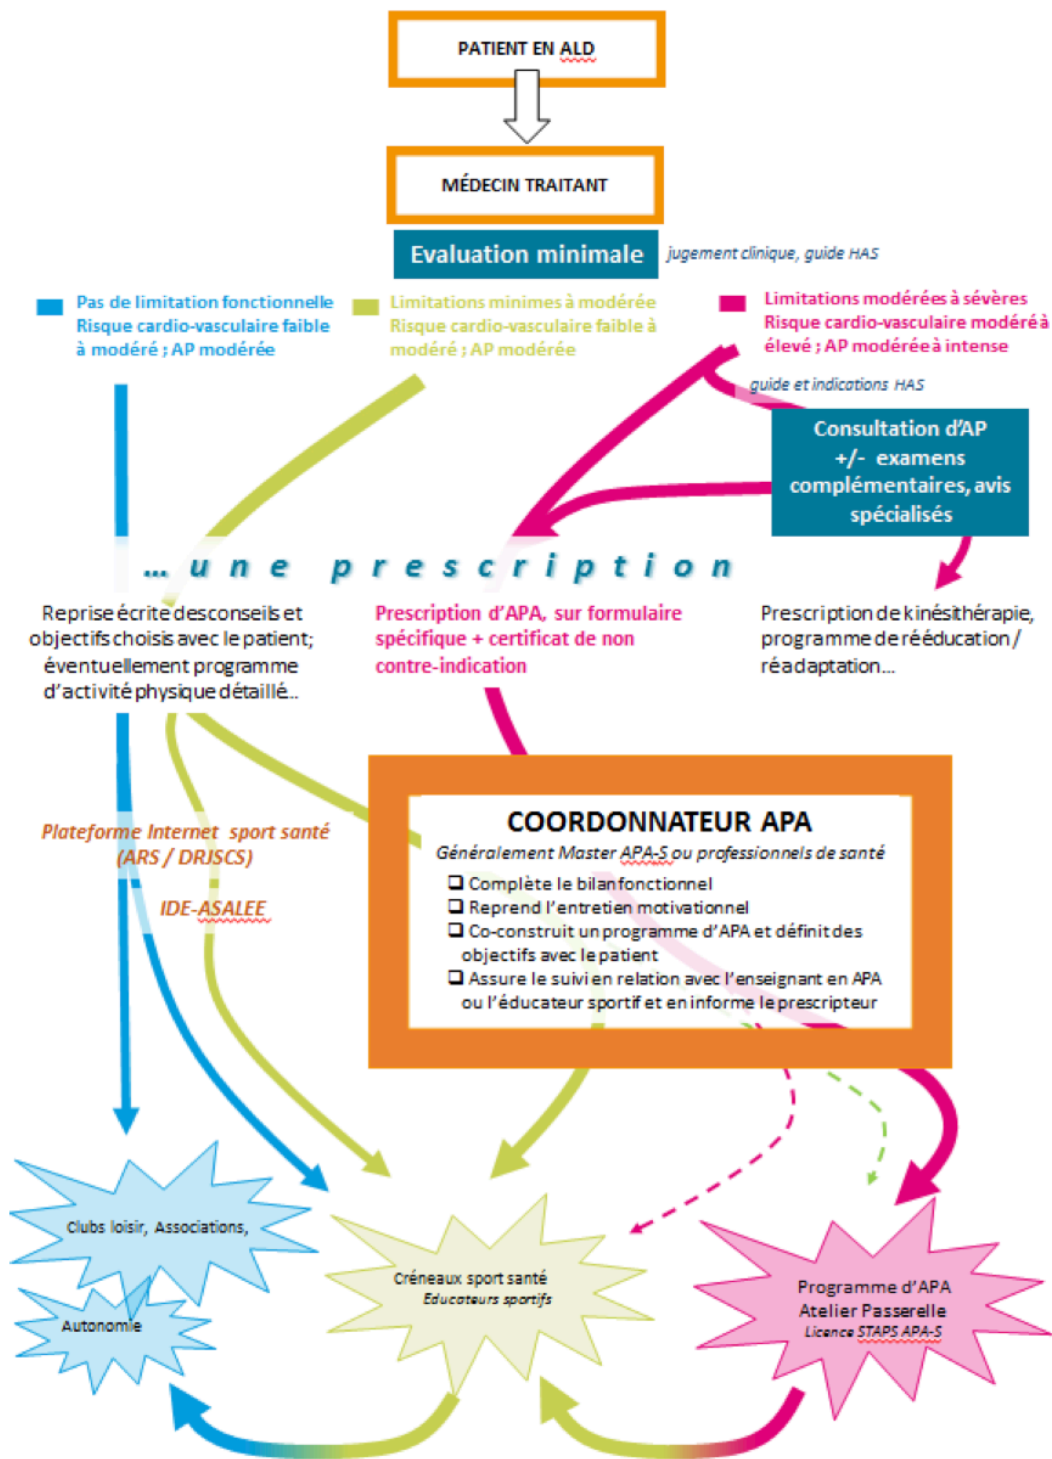 PATIENT EN ALD
MÉDECIN TRAITANT
Evaluation minimale
jugement clinique, guide HAS
Pas de limitation fonctionnelle
Risque cardio-vasculaire faible
à modéré ; AP modérée
Limitations minimes à modérée
Risque cardio-vasculaire faible à
modéré ; AP modérée
Limitations modérées à sévères
Risque cardio-vasculaire modéré à
élevé ; AP modérée à intense
guide et indications HAS
Consultation d'AP
+/- examens
complémentaires, avis
spécialisés
... une prescription
Reprise écrite des conseils et
objectifs choisis avec le patient;
éventuellement programme
d'activité physique détaillé...
Prescription d'APA, sur formulaire
spécifique + certificat de non
contre-indication
Prescription de kinésithérapie,
programme de rééducation /
réadaptation...
Plateforme Internet sport santé
(ARS / DRJSCS)
IDE-ASALEE
COORDONNATEUR APA
Généralement Master APA-S ou professionnels de santé
❑ Complète le bilan fonctionnel
❑ Reprend l'entretien motivationnel
❑ Co-construit un programme d'APA et définit des
objectifs avec le patient
❑ Assure le suivi en relation avec l'enseignant en APA
ou l'éducateur sportif et en informe le prescripteur
Clubs loisir, Associations,
Autonomie
Créneaux sport santé
Educateurs sportifs
Programme d'APA
Atelier Passerelle
Licence STAPS APA-S